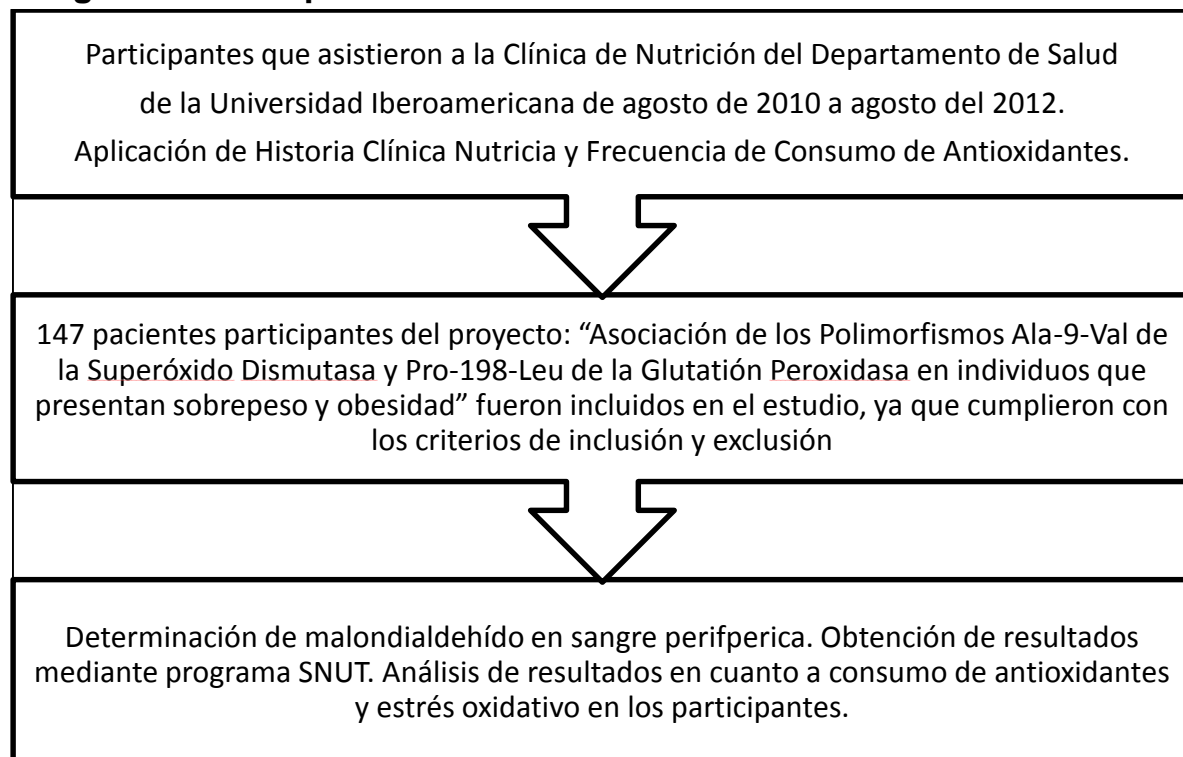 Participantes que asistieron a la Clínica de Nutrición del Departamento de Salud
de la Universidad Iberoamericana de agosto de 2010 a agosto del 2012.
Aplicación de Historia Clínica Nutricia y Frecuencia de Consumo de Antioxidantes.
147 pacientes participantes del proyecto: “Asociación de los Polimorfismos Ala-9-Val de
la Superóxido Dismutasa y Pro-198-Leu de la Glutatión Peroxidasa en individuos que
presentan sobrepeso y obesidad” fueron incluidos en el estudio, ya que cumplieron con
los criterios de inclusión y exclusión
Determinación de malondialdehído en sangre perifperica. Obtención de resultados
mediante programa SNUT. Análisis de resultados en cuanto a consumo de antioxidantes
y estrés oxidativo en los participantes.